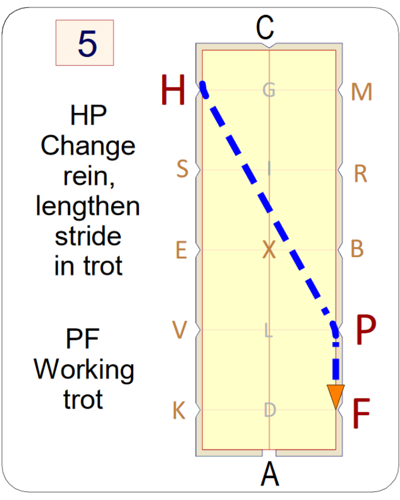 5
HP
Change
rein,
lengthen
stride
in trot
PF
Working
trot
C
H G M
S I R
E X B
V L P
K D F
A